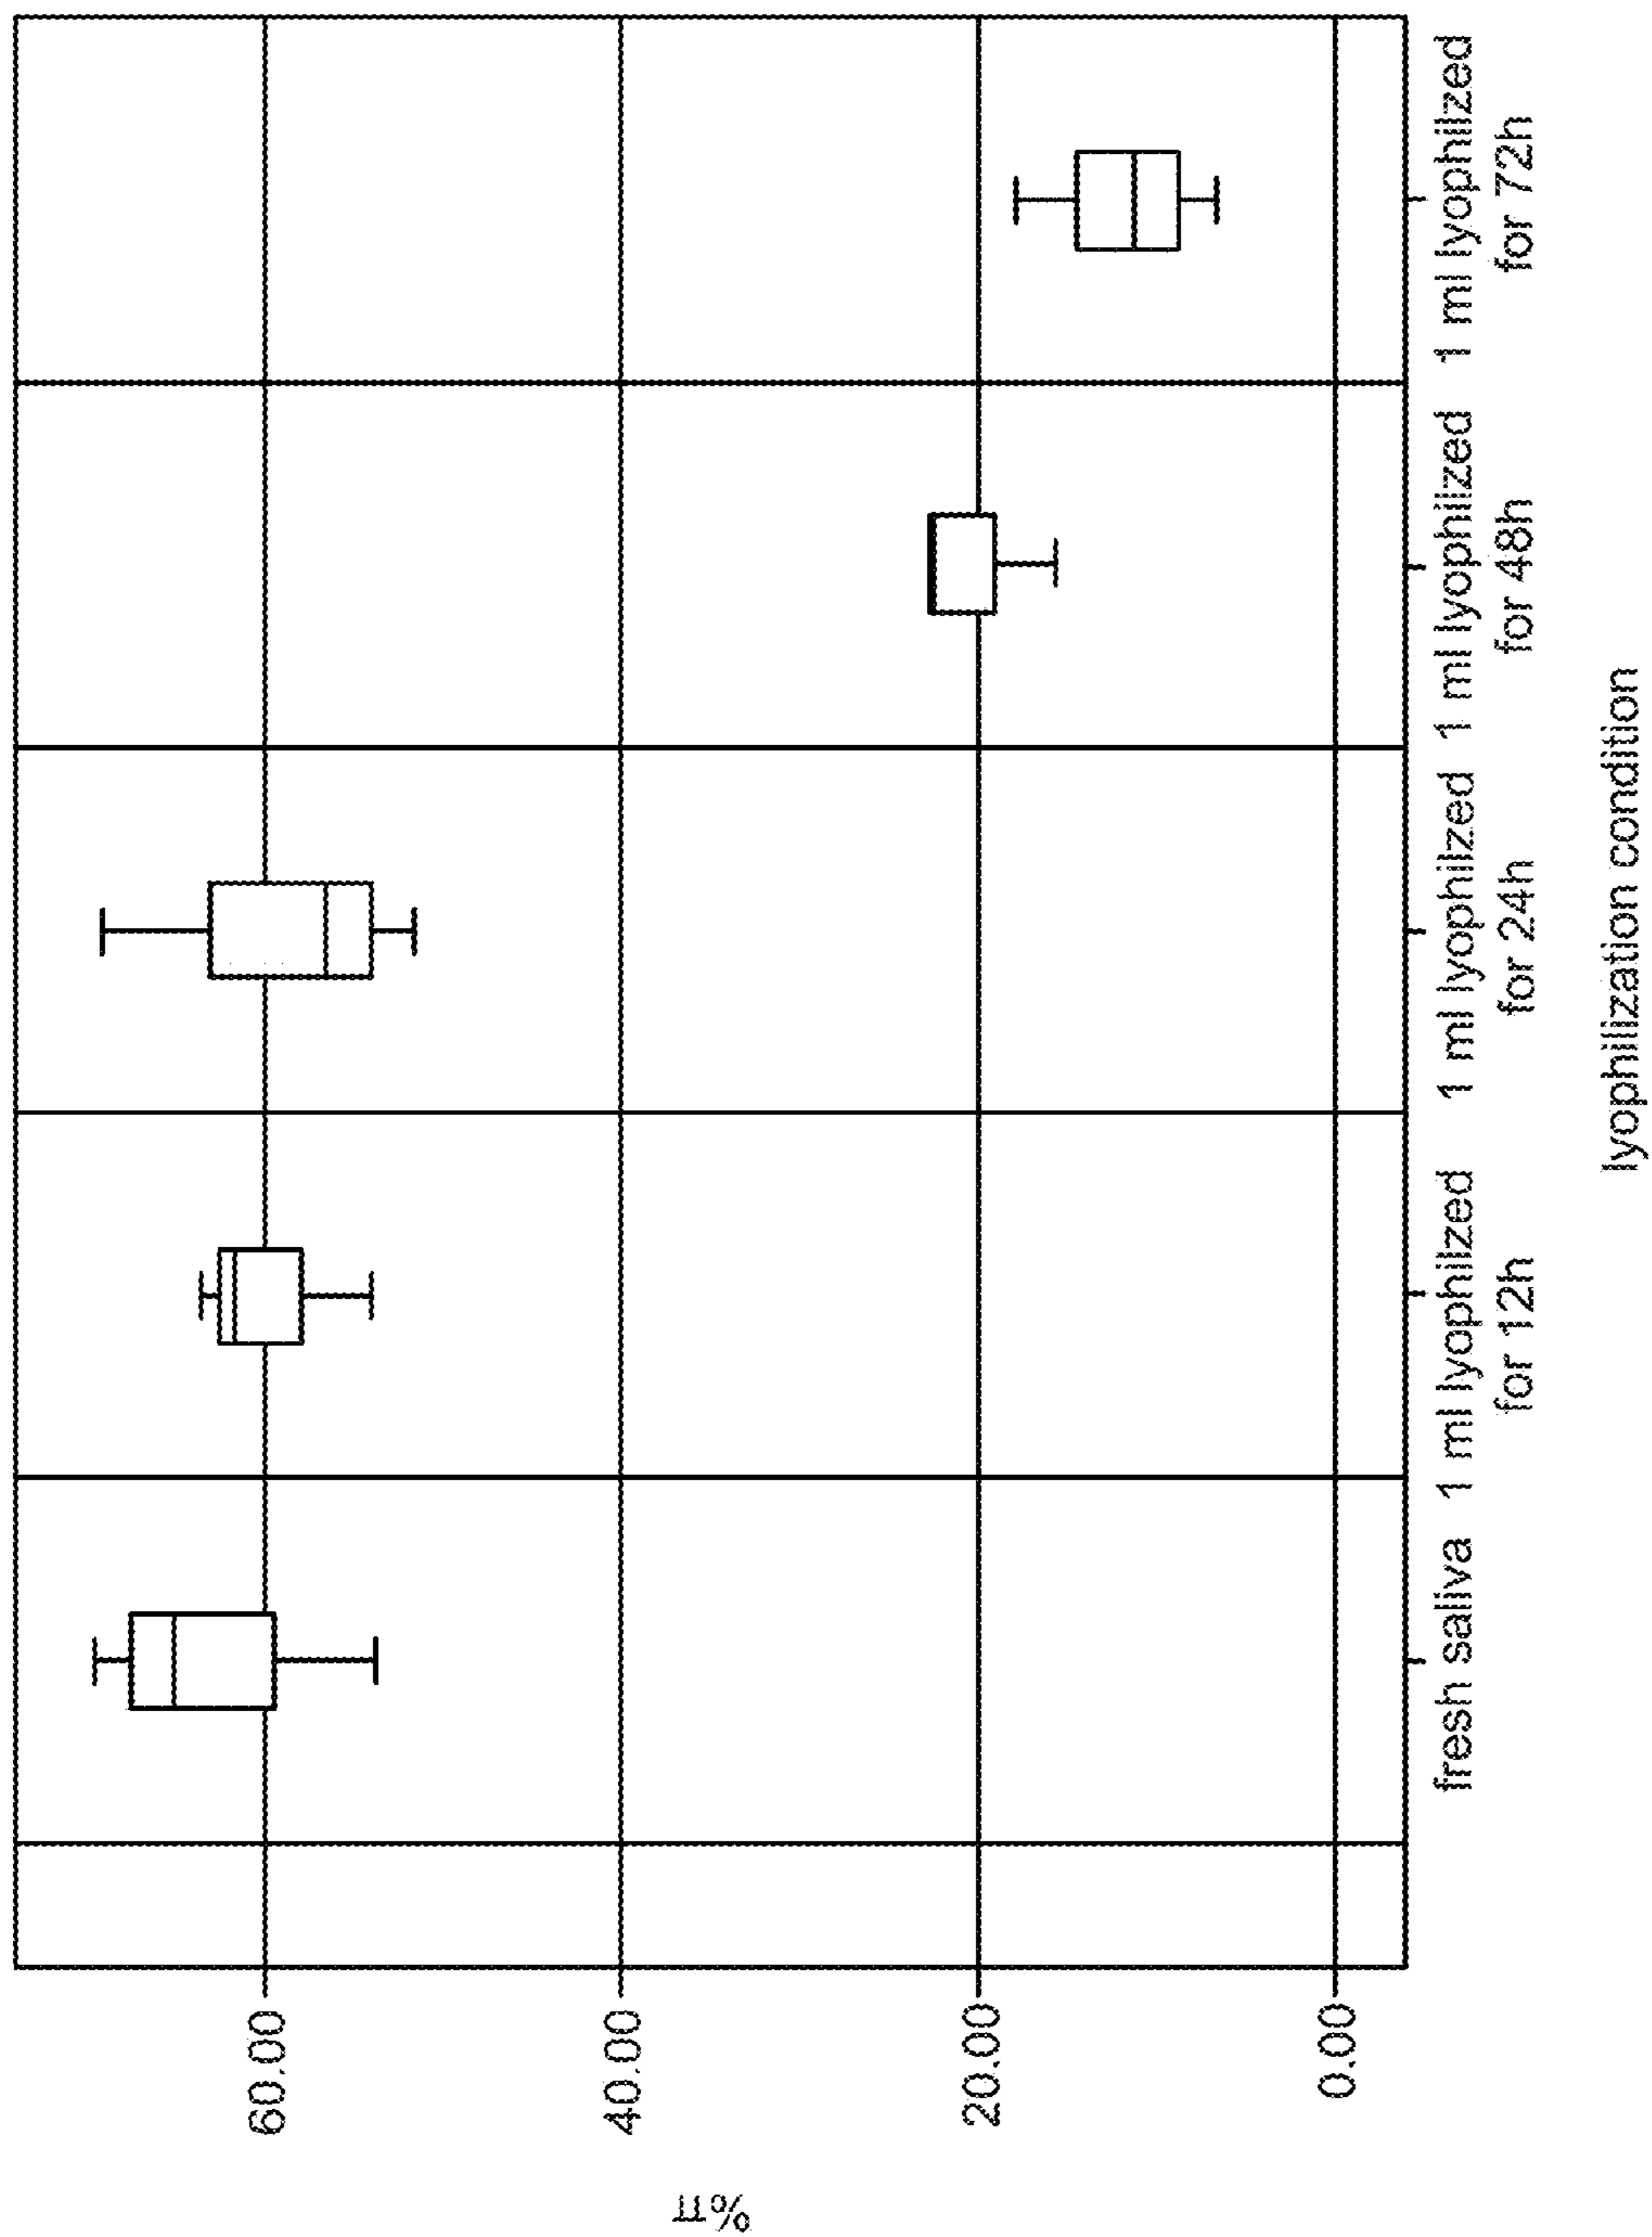 60.00
40.00
20.00
0.00
fresh saliva
1 ml lyophilized
for 12h
1 ml lyophilized
for 24h
1 ml lyophilized
for 48h
1 ml lyophilized
for 72h
lyophilization condition